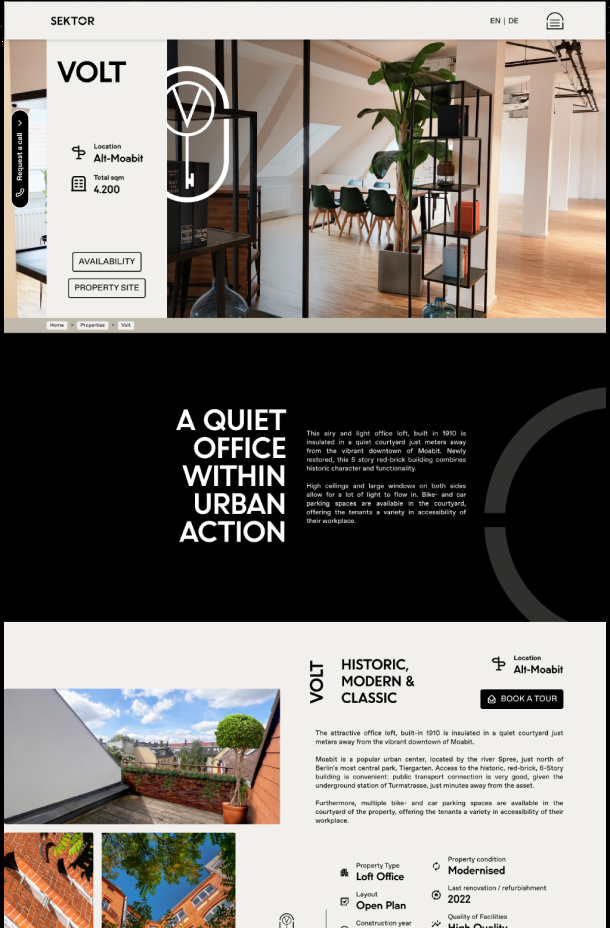 SEKTOR
EN | DE
VOLT
Request a call
Location
Alt-Moabit
Total sqm
4.200
AVAILABILITY
PROPERTY SITE
Home
Properties
Volt
A QUIET
OFFICE
WITHIN
URBAN
ACTION
This airy and light office loft, built in 1910 is
insulated in a quiet courtyard just meters away
from the vibrant downtown of Moabit. Newly
restored, this 5 story red-brick building combines
historic character and functionality.
High ceilings and large windows on both sides
allow for a lot of light to flow in. Bike- and car
parking spaces are available in the courtyard,
offering the tenants a variety in accessibility of
their workplace.
VOLT
HISTORIC,
MODERN &
CLASSIC
Location
Alt-Moabit
BOOK A TOUR
The attractive office loft, built-in 1910 is insulated in a quiet courtyard just
meters away from the vibrant downtown of Moabit.
Moabit is a popular urban center, located by the river Spree, just north of
Berlin's most central park, Tiergarten. Access to the historic, red-brick, 6-Story
building is convenient: public transport connection is very good, given the
underground station of Turmstrasse, just minutes away from the asset.
Furthermore, multiple bike- and car parking spaces are available in the
courtyard of the property, offering the tenants a variety in accessibility of their
workplace.
Property Type
Loft Office
Property condition
Modernised
Layout
Open Plan
Last renovation / refurbishment
2022
Construction year
Quality of Facilities
High Quality